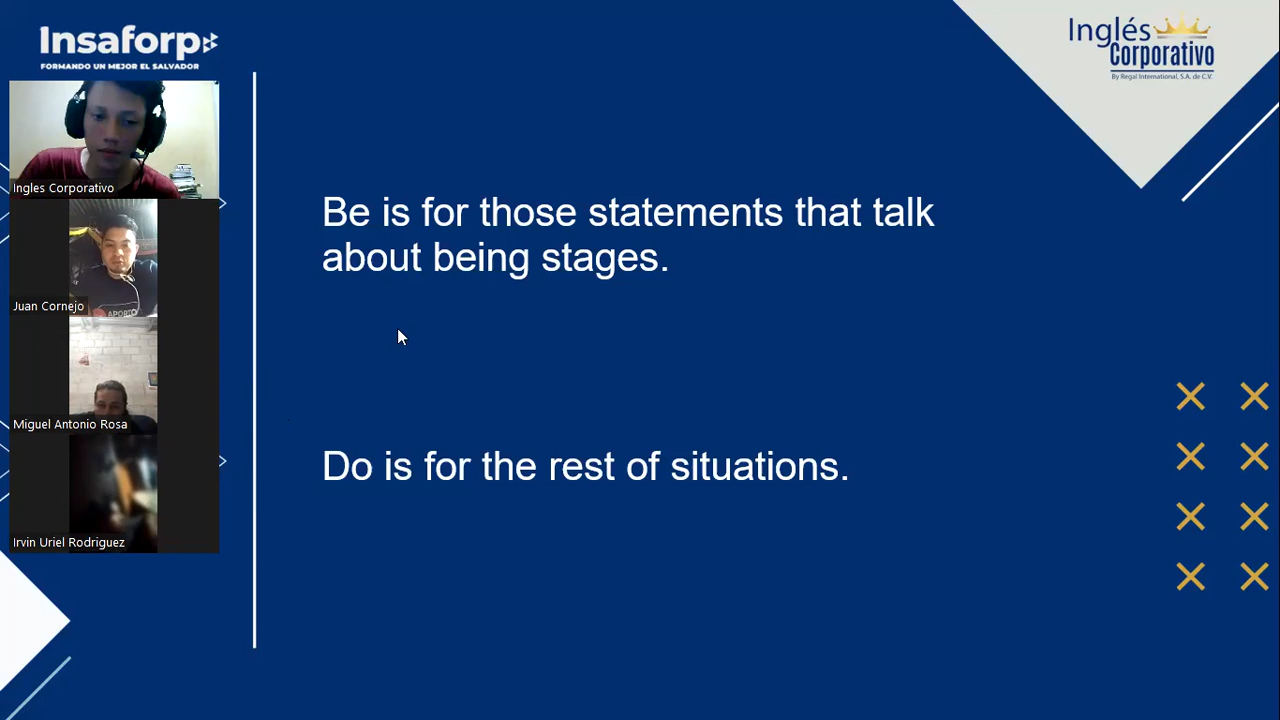 Insaforp
FORMANDO UN MEJOR EL SALVADOR
Inglés
Corporativo
By Regal International, S.A. de C.V.
Ingles Corporativo
Juan Cornejo
APORTO
Miguel Antonio Rosa
Irvin Uriel Rodriguez
Be is for those statements that talk
about being stages.
Do is for the rest of situations.